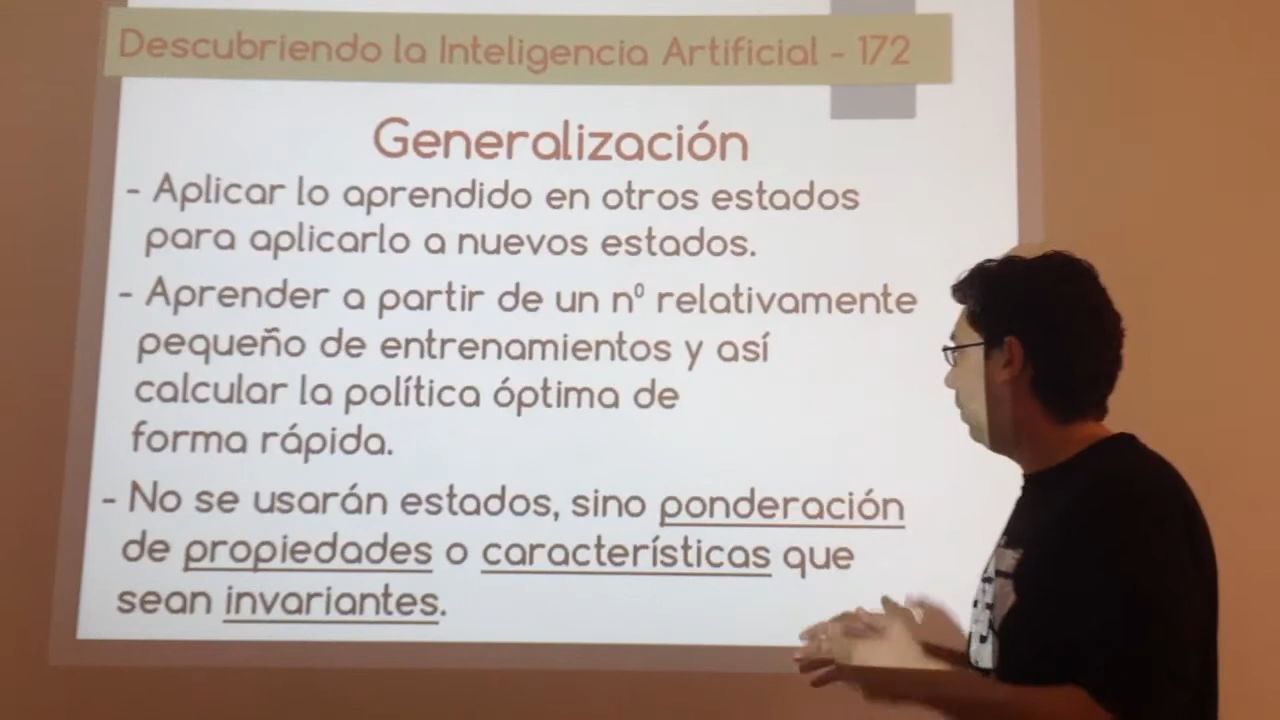 Descubriendo la Inteligencia Artificial - 172
Generalización
- Aplicar lo aprendido en otros estados
para aplicarlo a nuevos estados.
- Aprender a partir de un nº relativamente
pequeño de entrenamientos y así
calcular la política óptima de
forma rápida.
- No se usarán estados, sino ponderación
de propiedades o características que
sean invariantes.